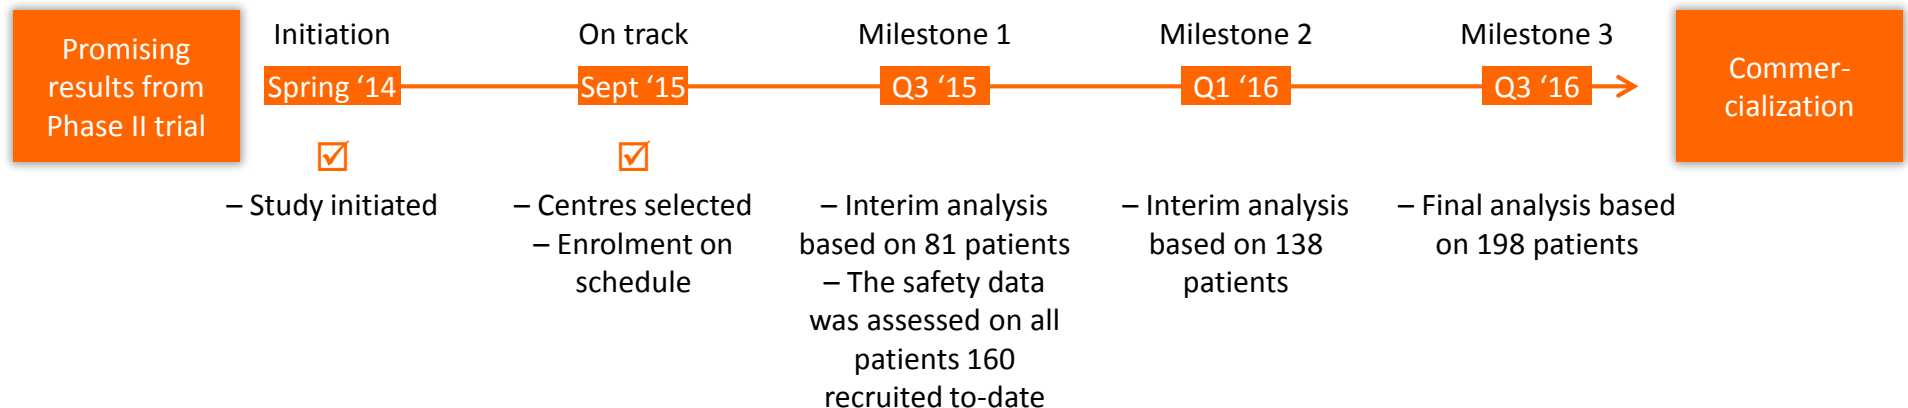 Promising
results from
Phase II trial
Initiation
Spring ‘14
– Study initiated
On track
Sept ‘15
– Centres selected
– Enrolment on
schedule
Milestone 1
Q3 ‘15
– Interim analysis
based on 81 patients
– The safety data
was assessed on all
patients 160
recruited to-date
Milestone 2
Q1 ‘16
– Interim analysis
based on 138
patients
Milestone 3
Q3 ‘16
– Final analysis based
on 198 patients
Commer-
cialization